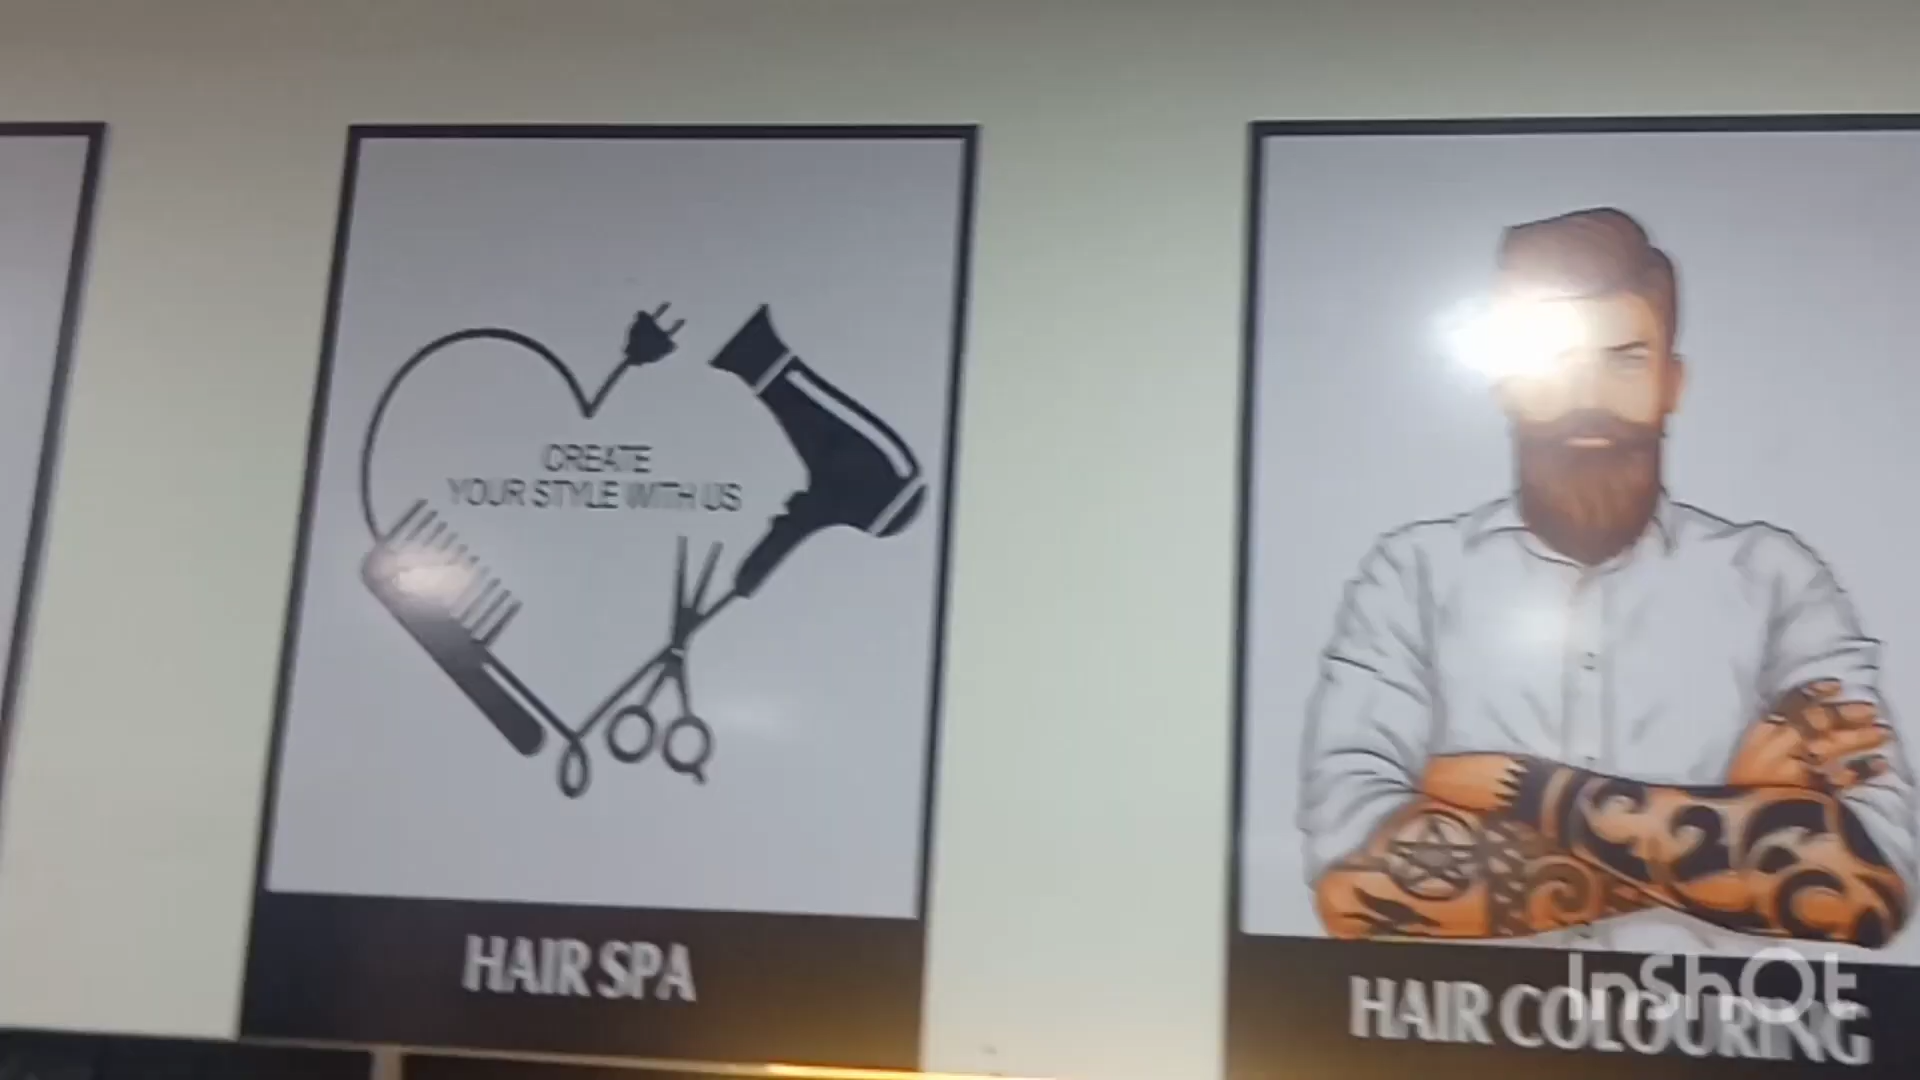 CREATE
YOUR STYLE WITH US
HAIR SPA
HAIR COLOURING
InShOt